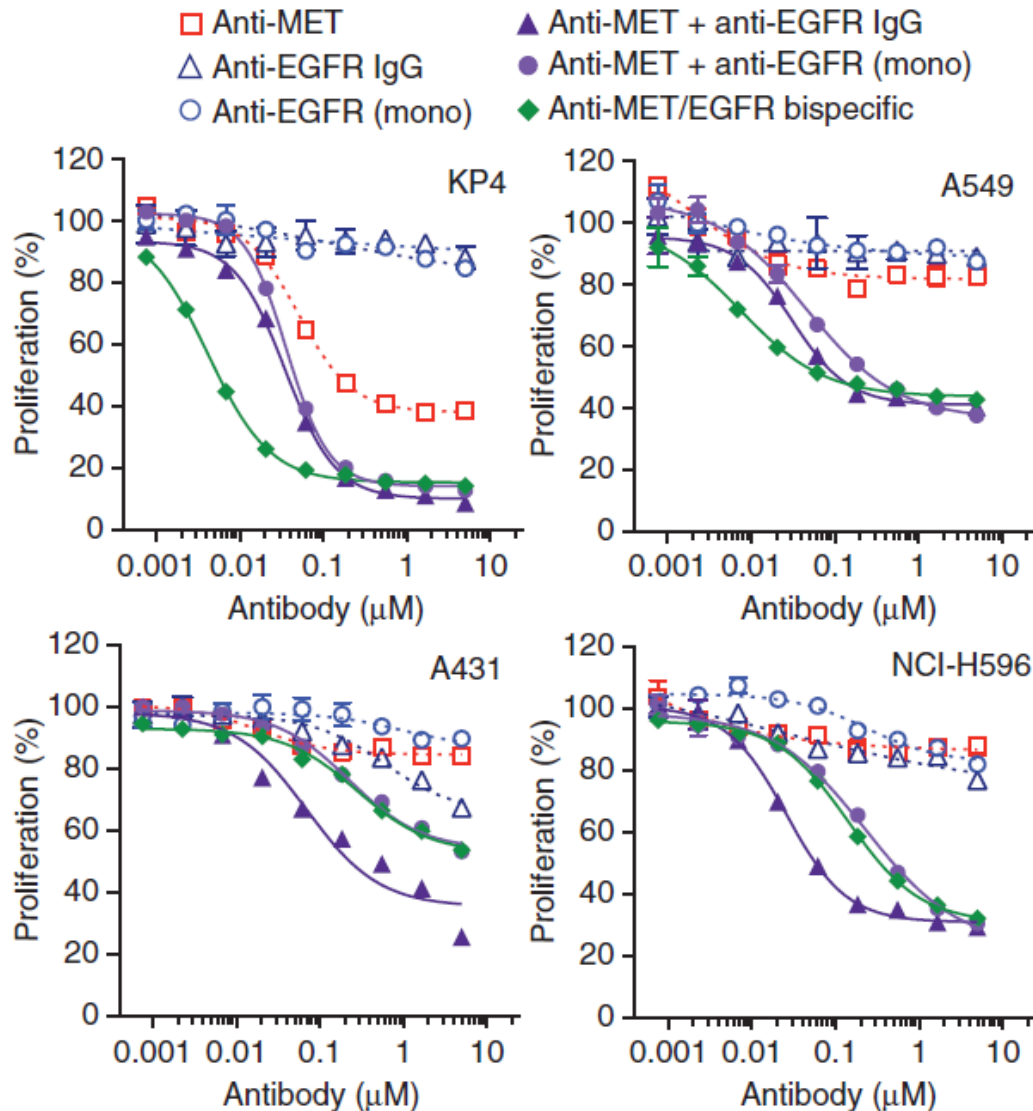 Anti-MET
Anti-EGFR IgG
Anti-EGFR (mono)
Anti-MET + anti-EGFR IgG
Anti-MET + anti-EGFR (mono)
Anti-MET/EGFR bispecific
KP4
Proliferation (%)
120
100
80
60
40
20
0
0.001 0.01 0.1 1 10
Antibody (μM)
A549
Proliferation (%)
120
100
80
60
40
20
0
0.001 0.01 0.1 1 10
Antibody (μM)
A431
Proliferation (%)
120
100
80
60
40
20
0
0.001 0.01 0.1 1 10
Antibody (μM)
NCI-H596
Proliferation (%)
120
100
80
60
40
20
0
0.001 0.01 0.1 1 10
Antibody (μM)